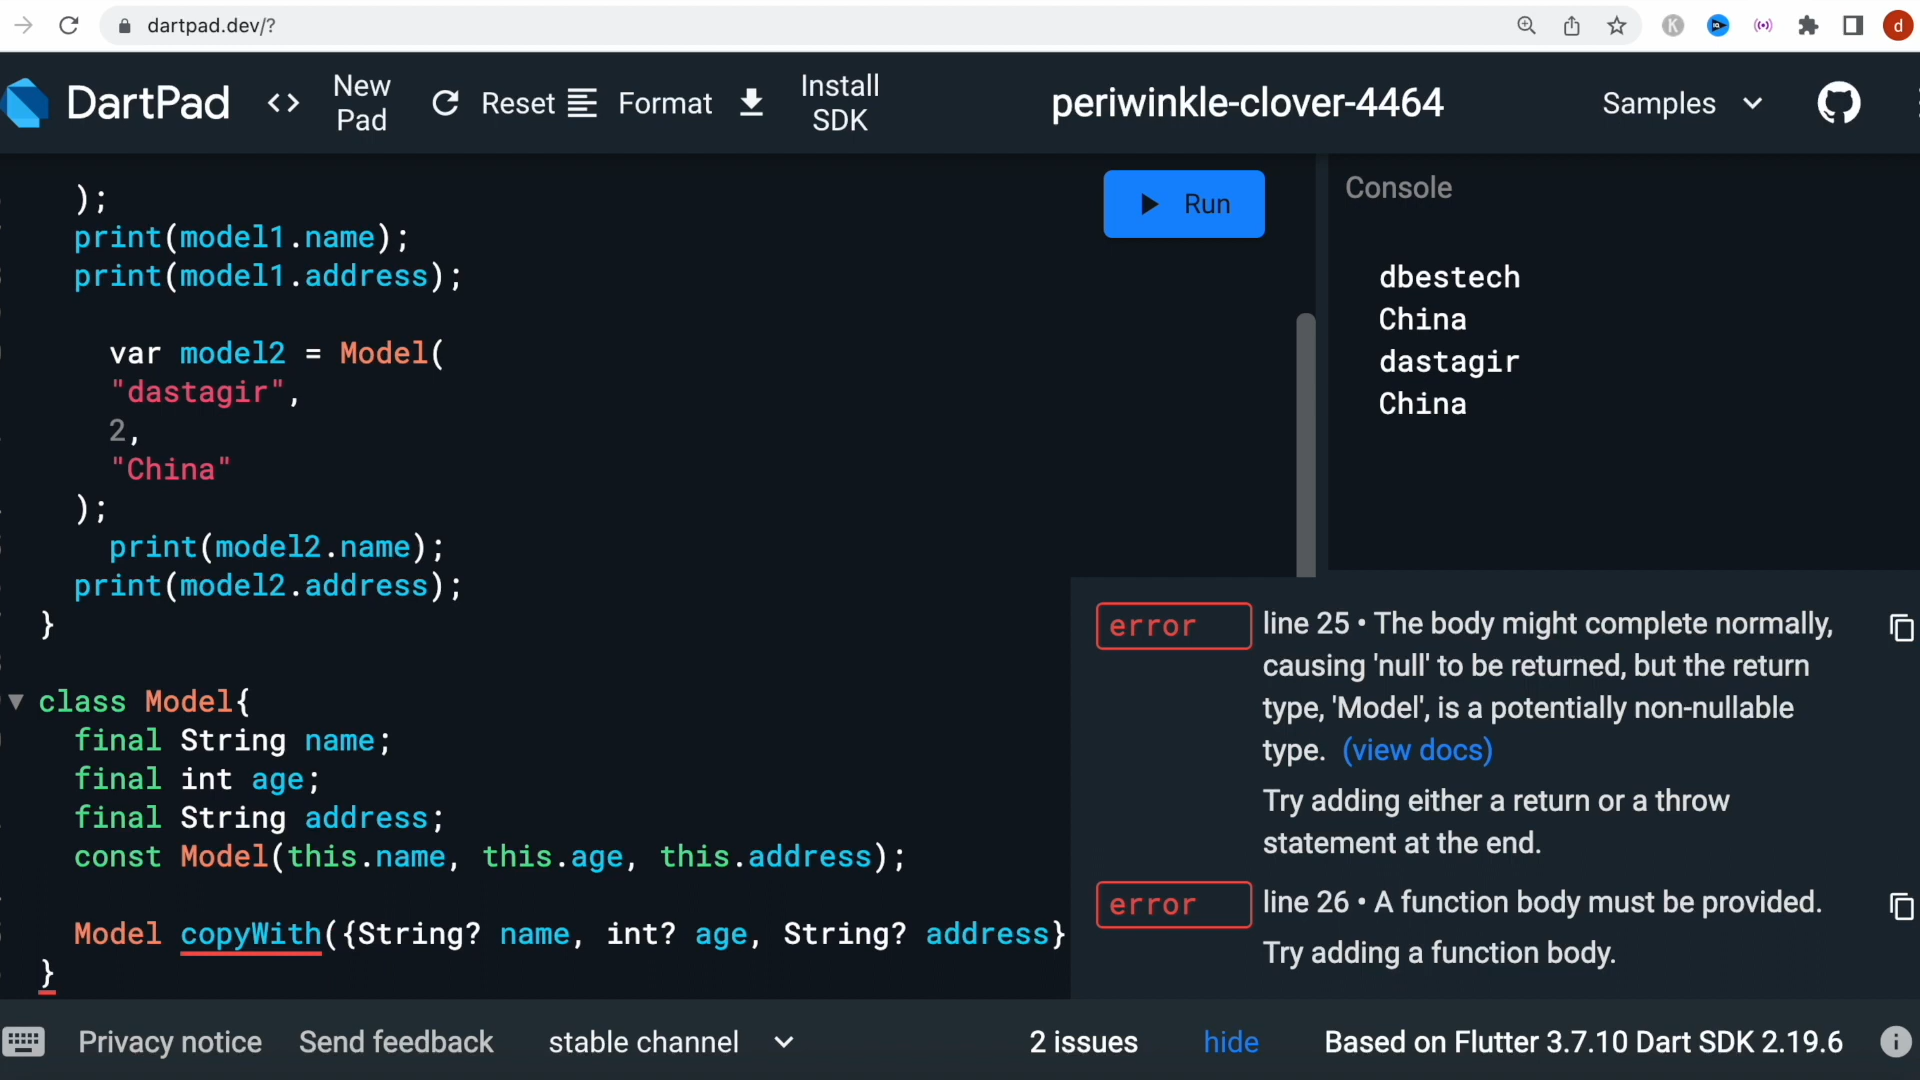 dartpad.dev/?
K
d
DartPad
<>
New Pad
Reset
Format
Install SDK
periwinkle-clover-4464
Samples
);
print(model1.name);
print(model1.address);
var model2 = Model(
"dastagir",
2,
"China"
);
print(model2.name);
print(model2.address);
}
class Model{
final String name;
final int age;
final String address;
const Model(this.name, this.age, this.address);
Model copyWith({String? name, int? age, String? address}
}
Run
Console
dbestech
China
dastagir
China
error
line 25 • The body might complete normally,
causing 'null' to be returned, but the return
type, 'Model', is a potentially non-nullable
type. (view docs)
Try adding either a return or a throw
statement at the end.
error
line 26 • A function body must be provided.
Try adding a function body.
Privacy notice
Send feedback
stable channel
2 issues
hide
Based on Flutter 3.7.10 Dart SDK 2.19.6